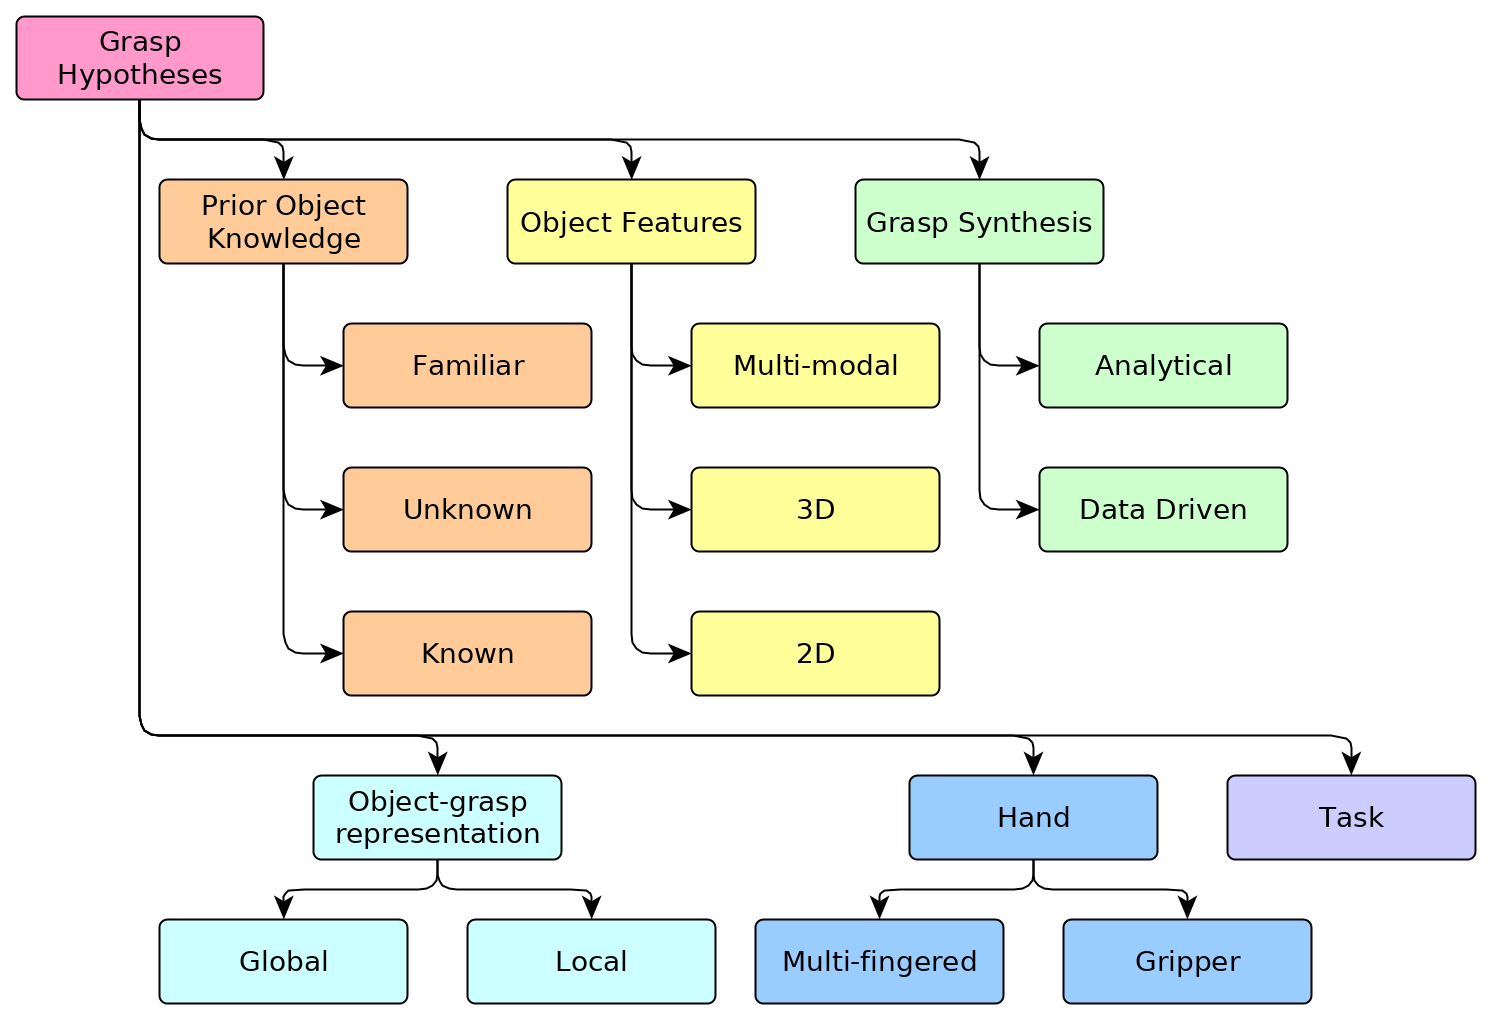 Grasp
Hypotheses
Prior Object
Knowledge
Object Features
Grasp Synthesis
Familiar
Multi-modal
Analytical
Unknown
3D
Data Driven
Known
2D
Object-grasp
representation
Hand
Task
Global
Local
Multi-fingered
Gripper